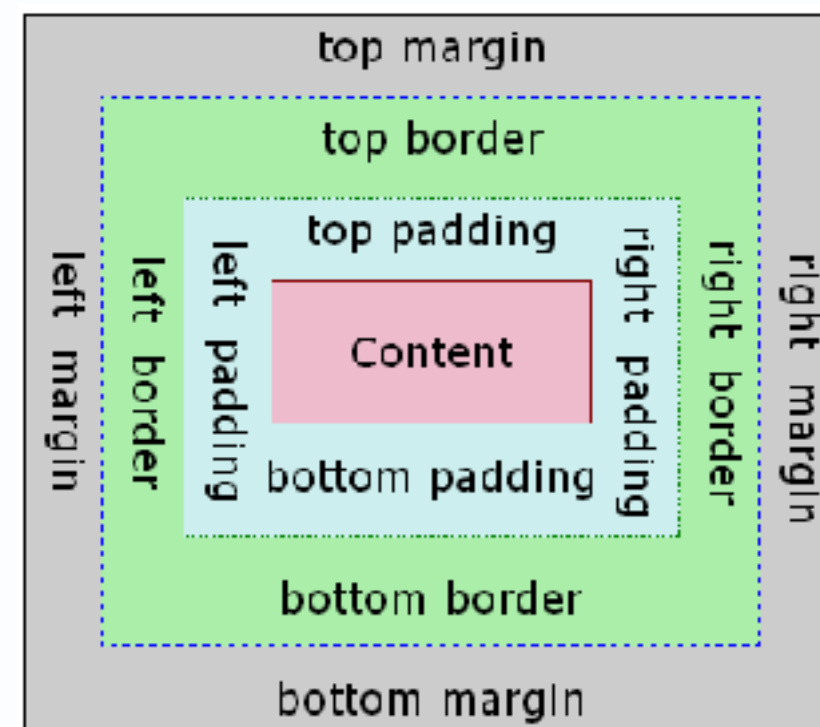 top margin
top border
top padding
left margin
left border
left padding
Content
right padding
right border
right margin
bottom padding
bottom border
bottom margin